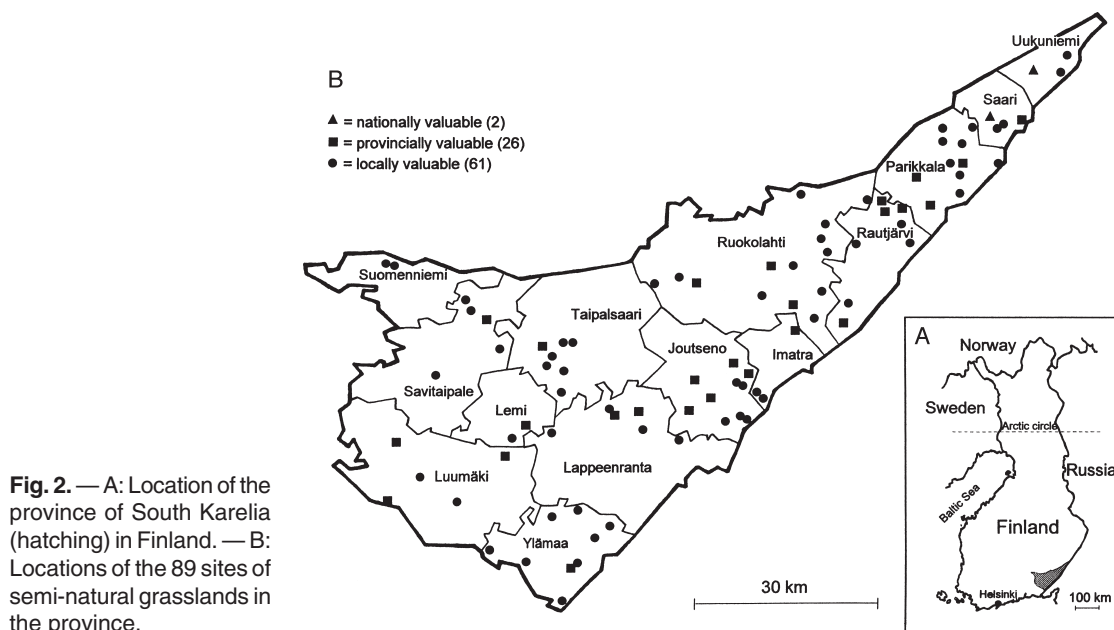 B
▲ = nationally valuable (2)
■ = provincially valuable (26)
● = locally valuable (61)
Uukuniemi
Saari
Parikkala
Rautjärvi
Ruokolahti
Suomenniemi
Taipalsaari
Joutseno
Imatra
Savitaipale
Lemi
Luumäki
Lappeenranta
Ylämaa
30 km
A
Norway
Sweden
Arctic circle
Russia
Baltic Sea
Finland
Helsinki
100 km
Fig. 2. — A: Location of the
province of South Karelia
(hatching) in Finland. — B:
Locations of the 89 sites of
semi-natural grasslands in
the province.